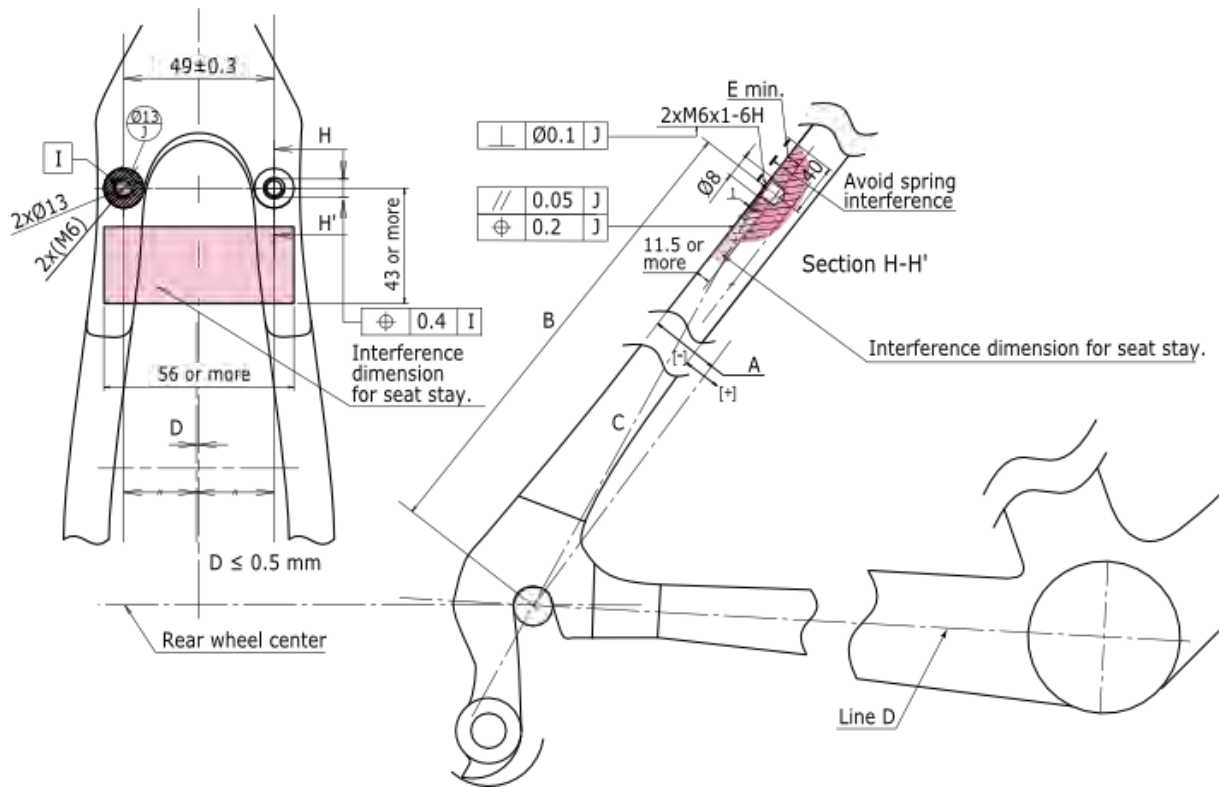 49±0.3
Ø13
J
I
H
2xØ13
2x(M6)
H'
43 or more
⌖ 0.4 I
Interference
dimension
for seat stay.
56 or more
D
D ≤ 0.5 mm
Rear wheel center
E min.
2xM6x1-6H
⊥ Ø0.1 J
Ø8
40
// 0.05 J
⌖ 0.2 J
Avoid spring
interference
11.5 or
more
Section H-H'
B
Interference dimension for seat stay.
[-]
A
[+]
C
Line D